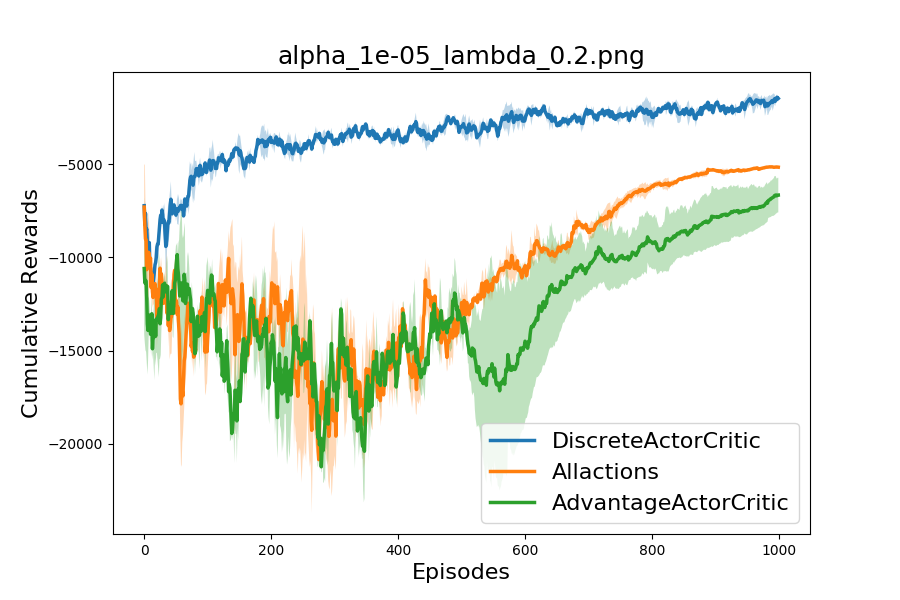 alpha_1e-05_lambda_0.2.png
Cumulative Rewards
−5000
−10000
−15000
−20000
0 200 400 600 800 1000
Episodes
DiscreteActorCritic
Allactions
AdvantageActorCritic